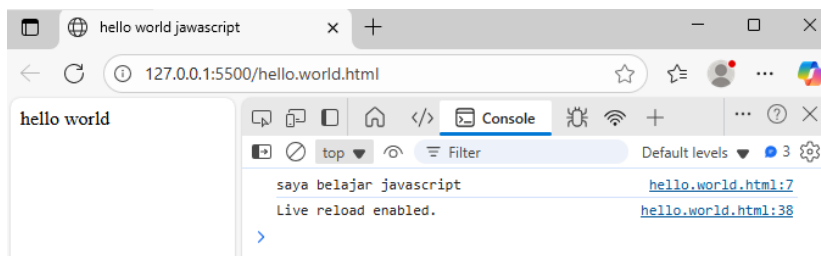 hello world jawascript
127.0.0.1:5500/hello.world.html
hello world
Console
top Filter Default levels 3
saya belajar javascript hello.world.html:7
Live reload enabled. hello.world.html:38